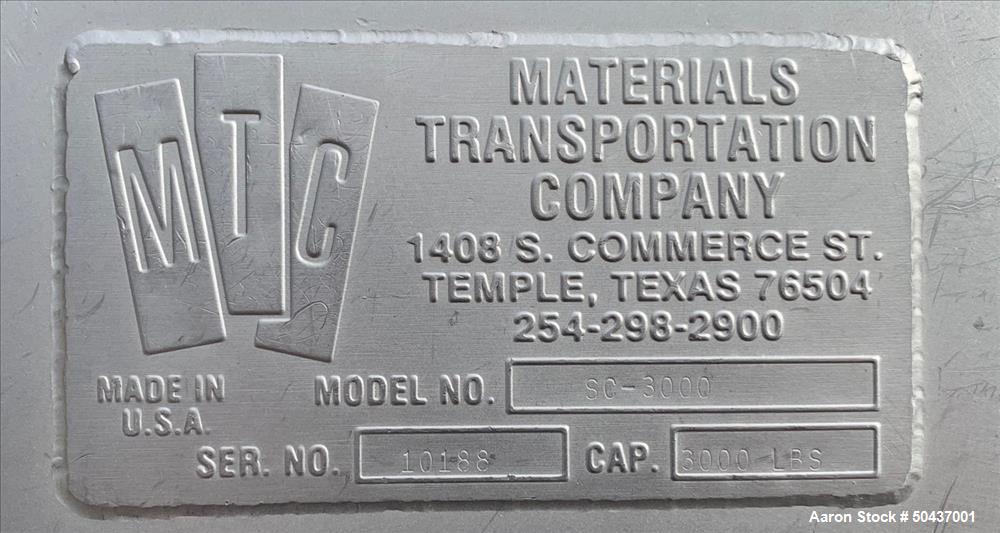 MTC
MATERIALS
TRANSPORTATION
COMPANY
1408 S. COMMERCE ST.
TEMPLE, TEXAS 76504
254-298-2900
MADE IN
U.S.A.
MODEL NO. SC-3000
SER. NO. 10188 CAP. 3000 LBS
Aaron Stock # 50437001